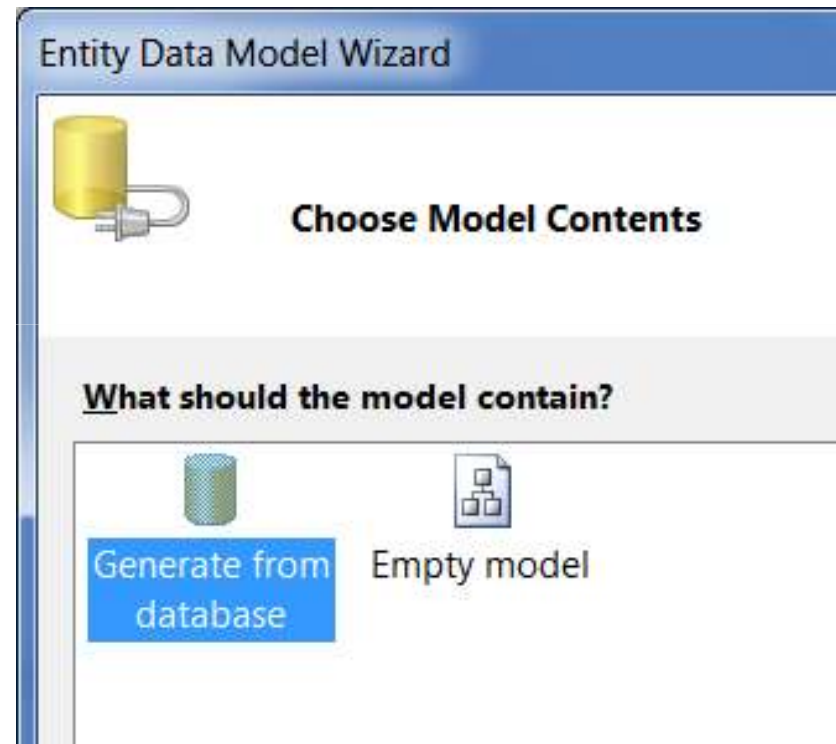 Entity Data Model Wizard
Choose Model Contents
What should the model contain?
Generate from
database
Empty model